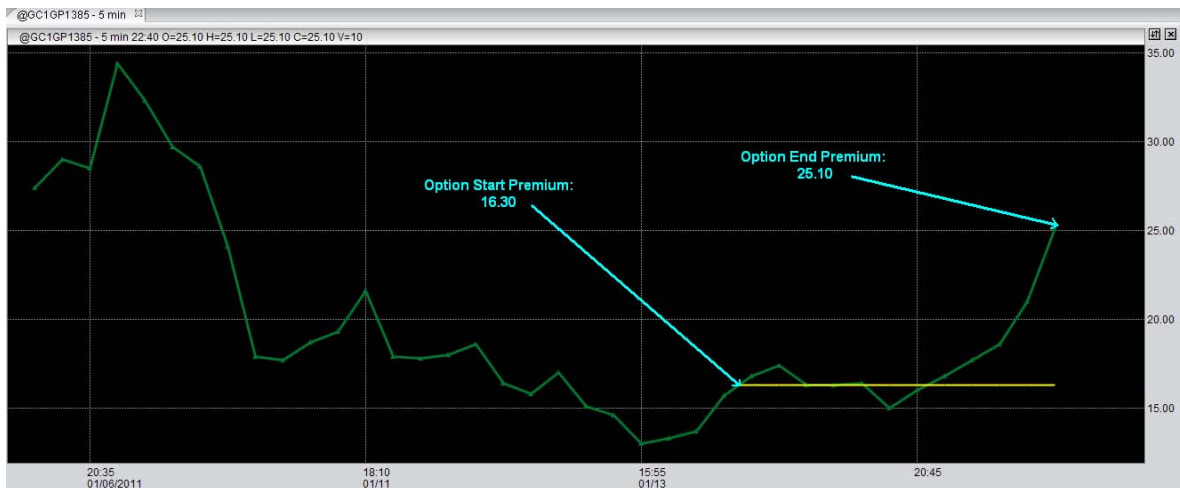 @GC1GP1385 - 5 min
@GC1GP1385 - 5 min 22:40 O=25.10 H=25.10 L=25.10 C=25.10 V=10
35.00
30.00
Option End Premium:
25.10
Option Start Premium:
16.30
25.00
20.00
15.00
20:35 18:10 15:55 20:45
01/06/2011 01/11 01/13